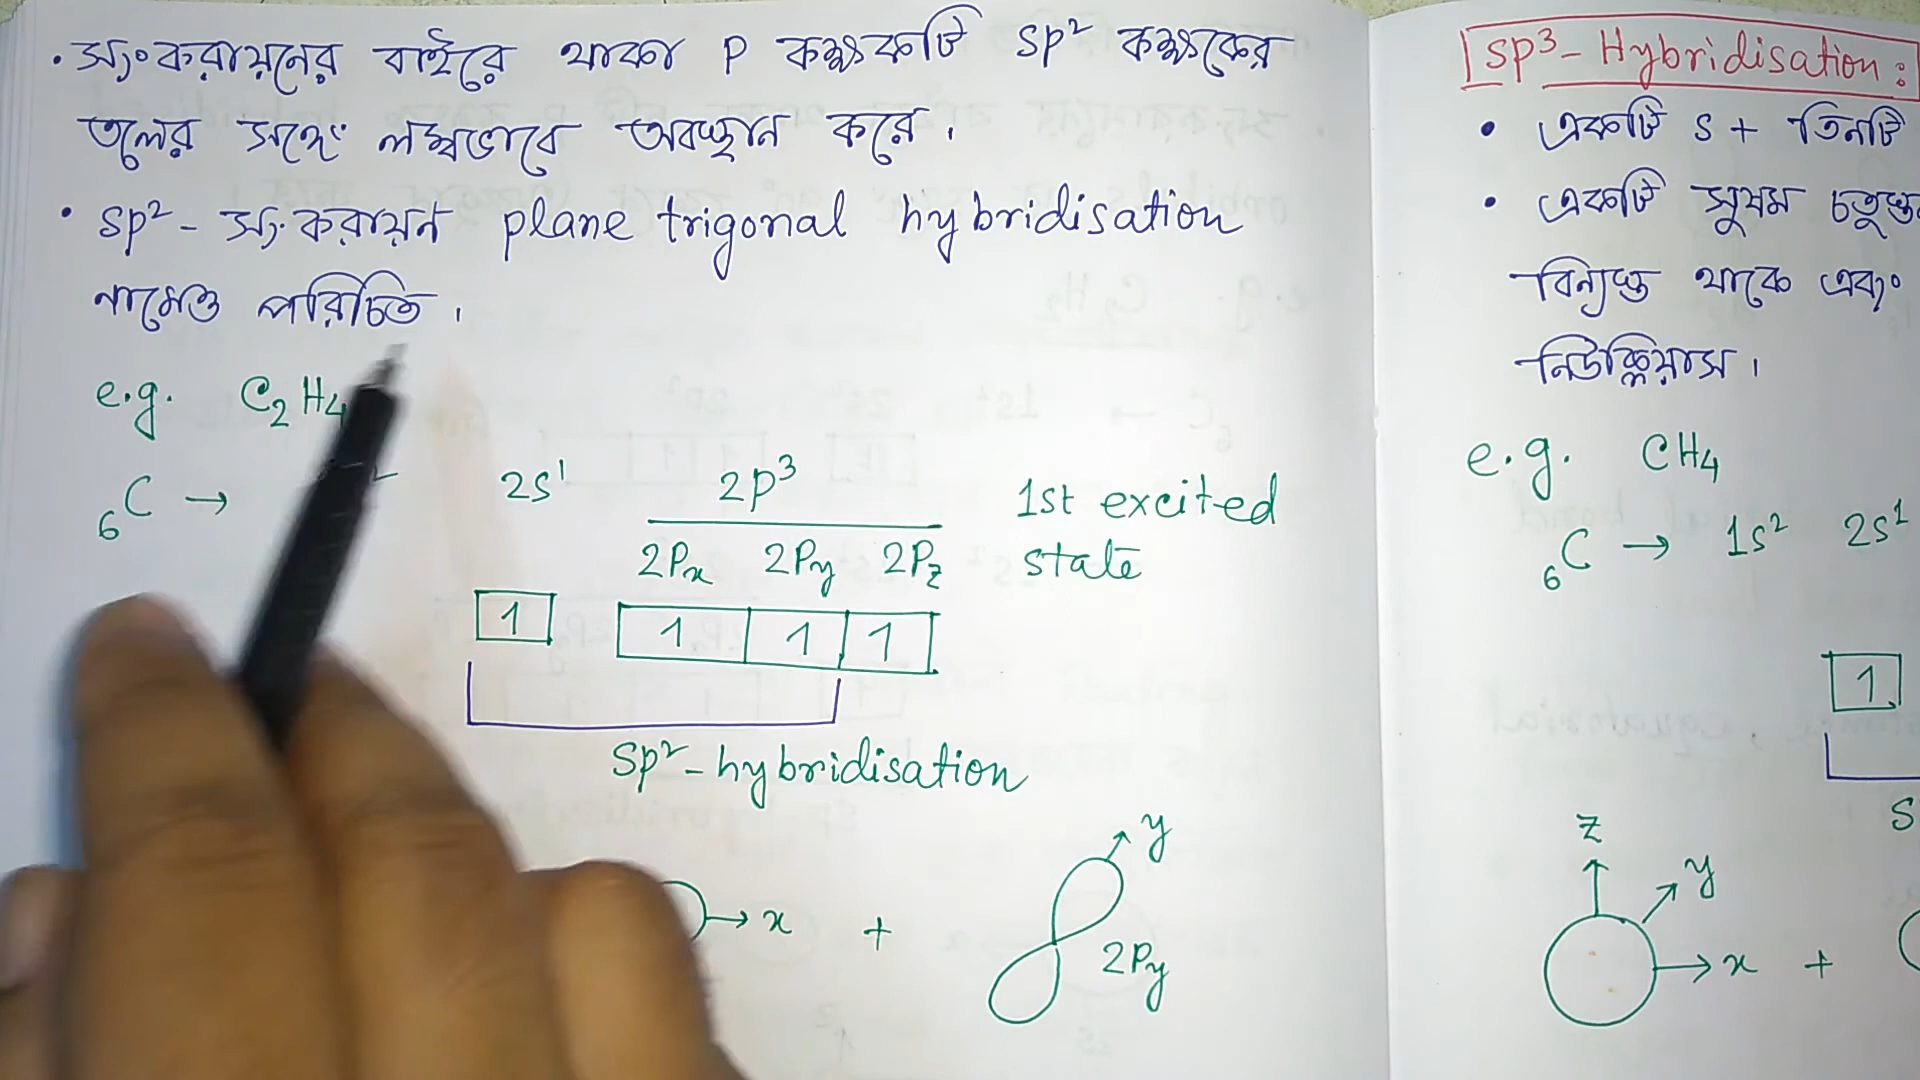 • সংকরায়নের বাইরে থাকা P কক্ষকটি sp² কক্ষকের
তলের সঙ্গে লম্বভাবে অবস্থান করে।
• sp² - সংকরায়ন plane trigonal hybridisation
নামেও পরিচিত।
e.g. C₂H₄
₆C → 2s¹ 2p³ 1st excited
2Px 2Py 2Pz state
1 1 1 1
sp²-hybridisation
y
x +
2Py
sp³-Hybridisation:
• একটি s + তিনটি
• একটি সুষম
বিন্যস্ত থাকে এবং
নিউক্লিয়াস।
e.g. CH₄
₆C → 1s² 2s¹
1
S
z
y
x +